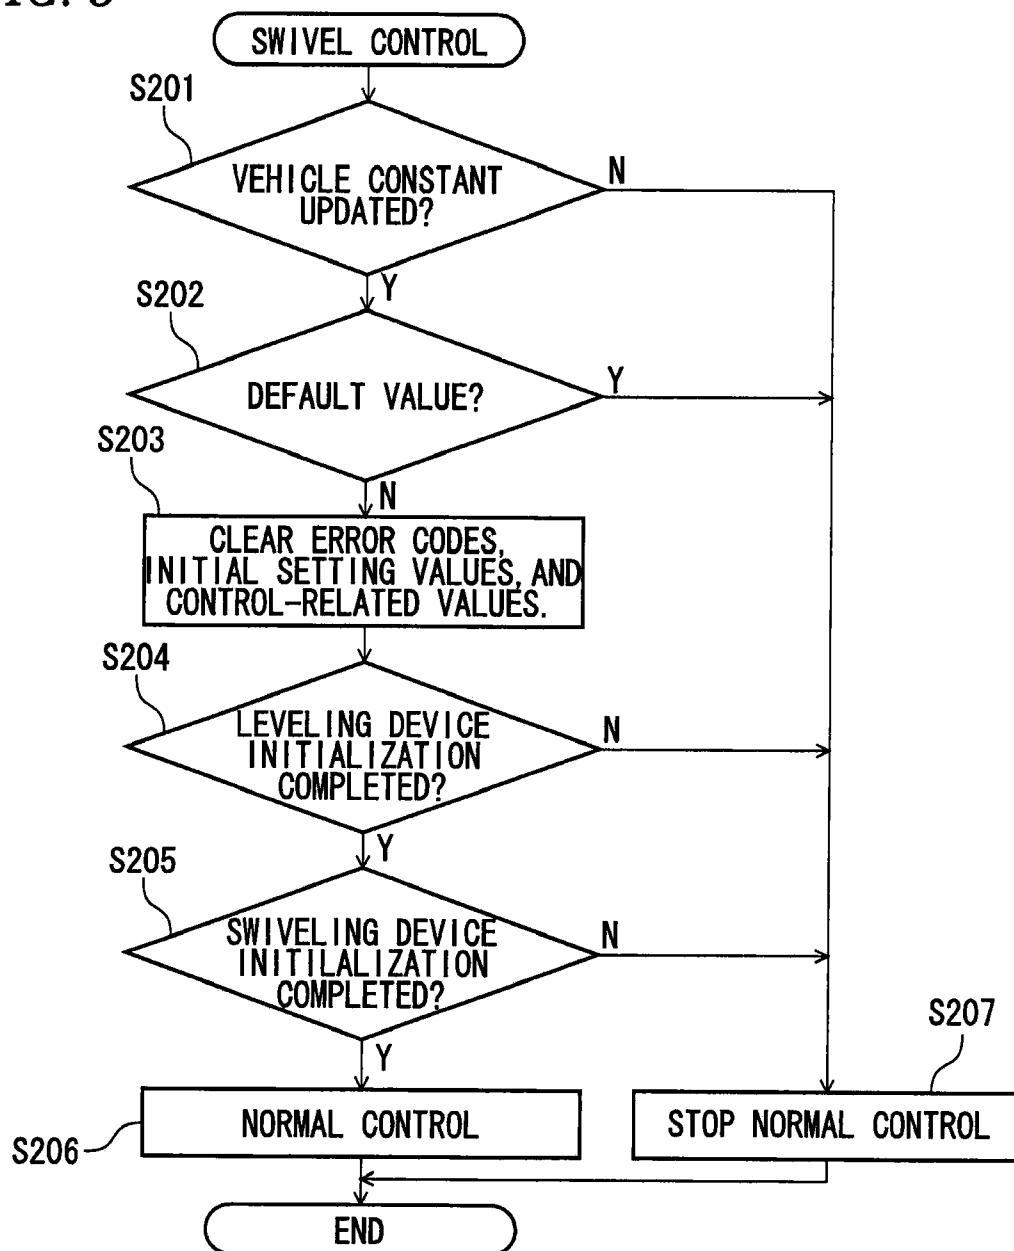 SWIVEL CONTROL
S201
VEHICLE CONSTANT
UPDATED?
N
Y
S202
DEFAULT VALUE?
Y
N
S203
CLEAR ERROR CODES,
INITIAL SETTING VALUES, AND
CONTROL-RELATED VALUES.
S204
LEVELING DEVICE
INITIALIZATION
COMPLETED?
N
Y
S205
SWIVELING DEVICE
INITILALIZATION
COMPLETED?
N
Y
S206
NORMAL CONTROL
S207
STOP NORMAL CONTROL
END